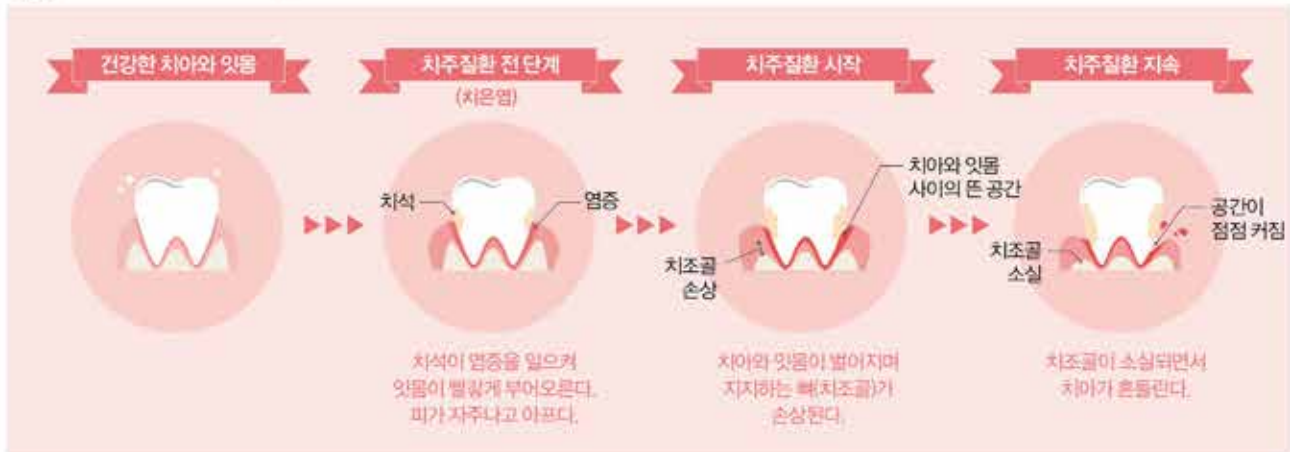 건강한 치아와 잇몸
치주질환 전 단계
(치은염)
치석
염증
치석이 염증을 일으켜
잇몸이 빨갛게 부어오른다.
피가 자주나고 아프다.
치주질환 시작
치아와 잇몸
사이의 뜬 공간
치조골
손상
치아와 잇몸이 벌어지며
지지하는 뼈(치조골)가
손상된다.
치주질환 지속
공간이
점점 커짐
치조골
소실
치조골이 소실되면서
치아가 흔들린다.